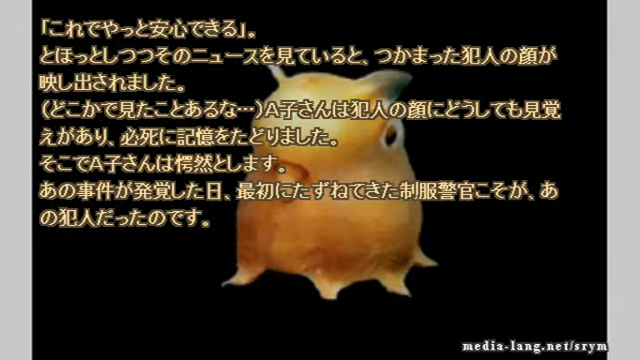 「これでやっと安心できる」。
とほっとしつつそのニュースを見ていると、つかまった犯人の顔が
映し出されました。
（どこかで見たことあるな…）Ａ子さんは犯人の顔にどうしても見覚
えがあり、必死に記憶をたどりました。
そこでＡ子さんは愕然とします。
あの事件が発覚した日、最初にたずねてきた制服警官こそが、あ
の犯人だったのです。
media-lang.net/srym